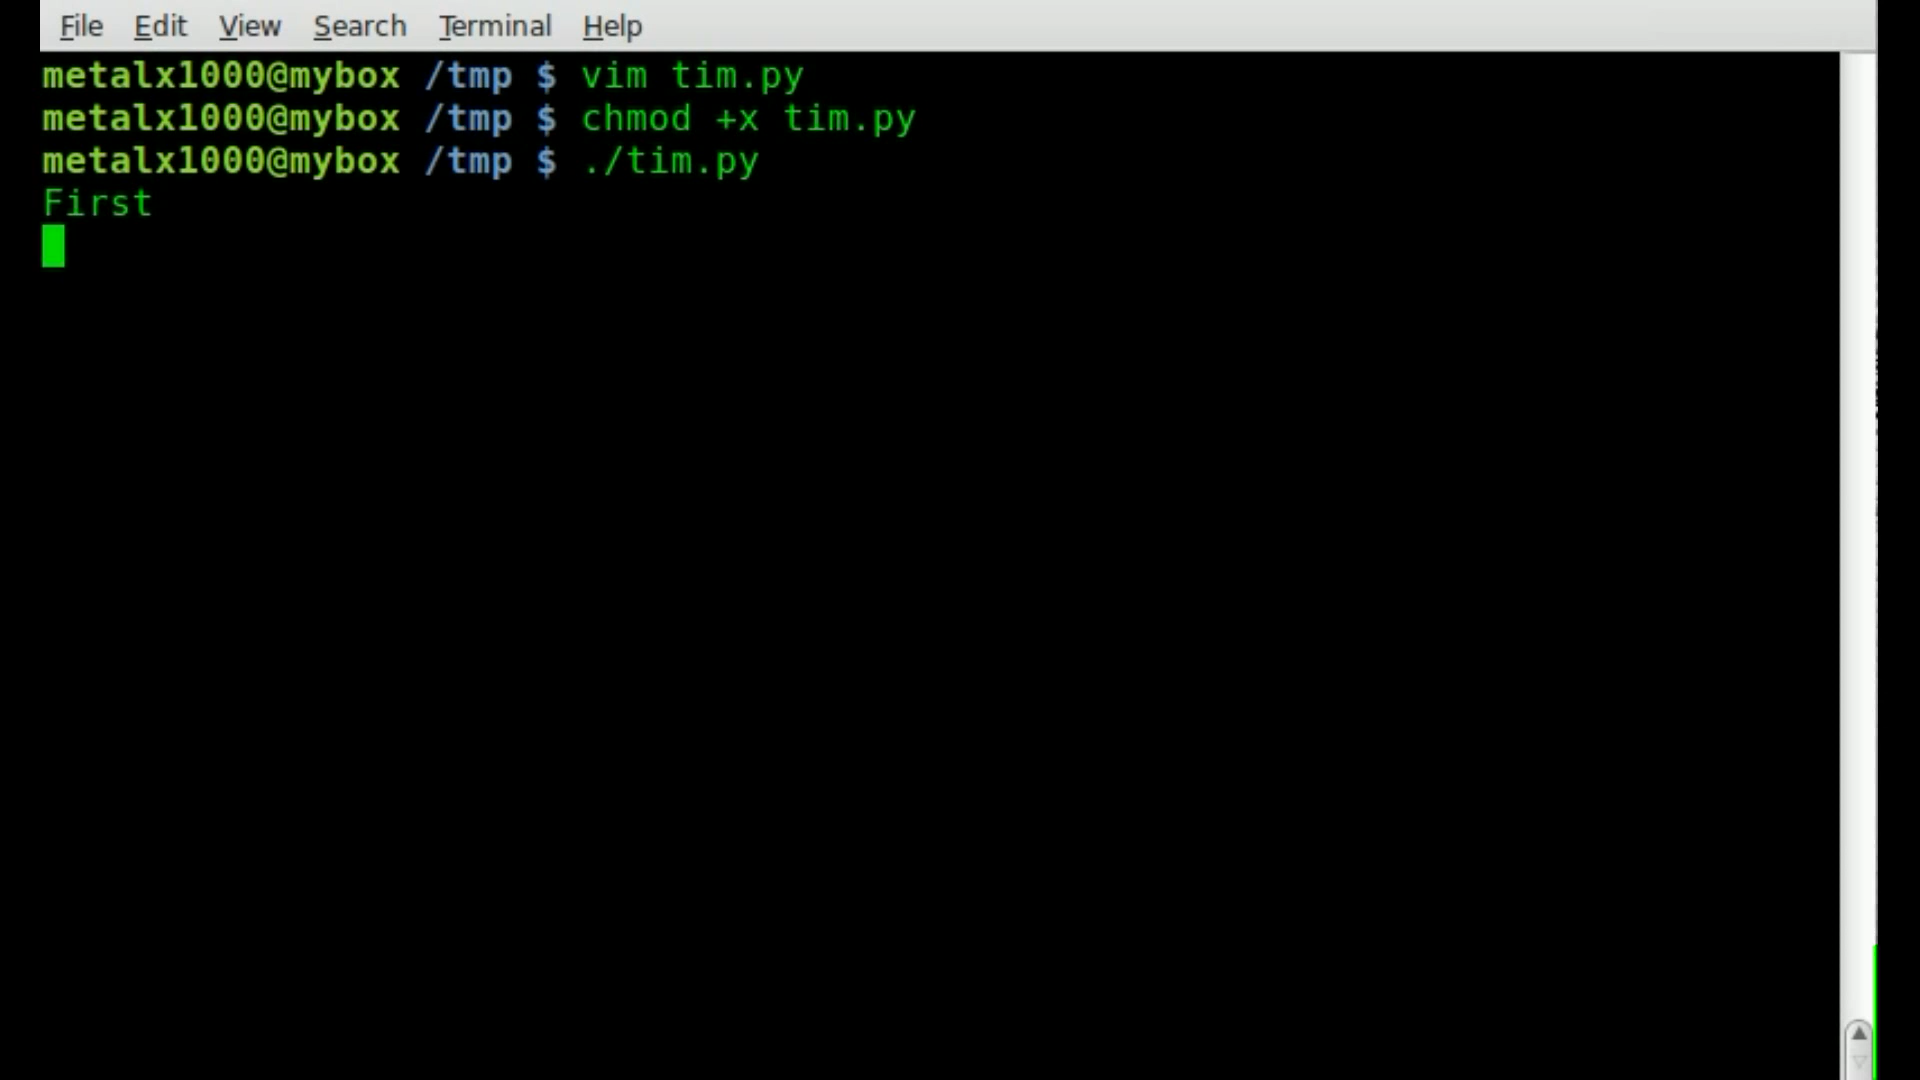 File Edit View Search Terminal Help
metalx1000@mybox /tmp $ vim tim.py
metalx1000@mybox /tmp $ chmod +x tim.py
metalx1000@mybox /tmp $ ./tim.py
First